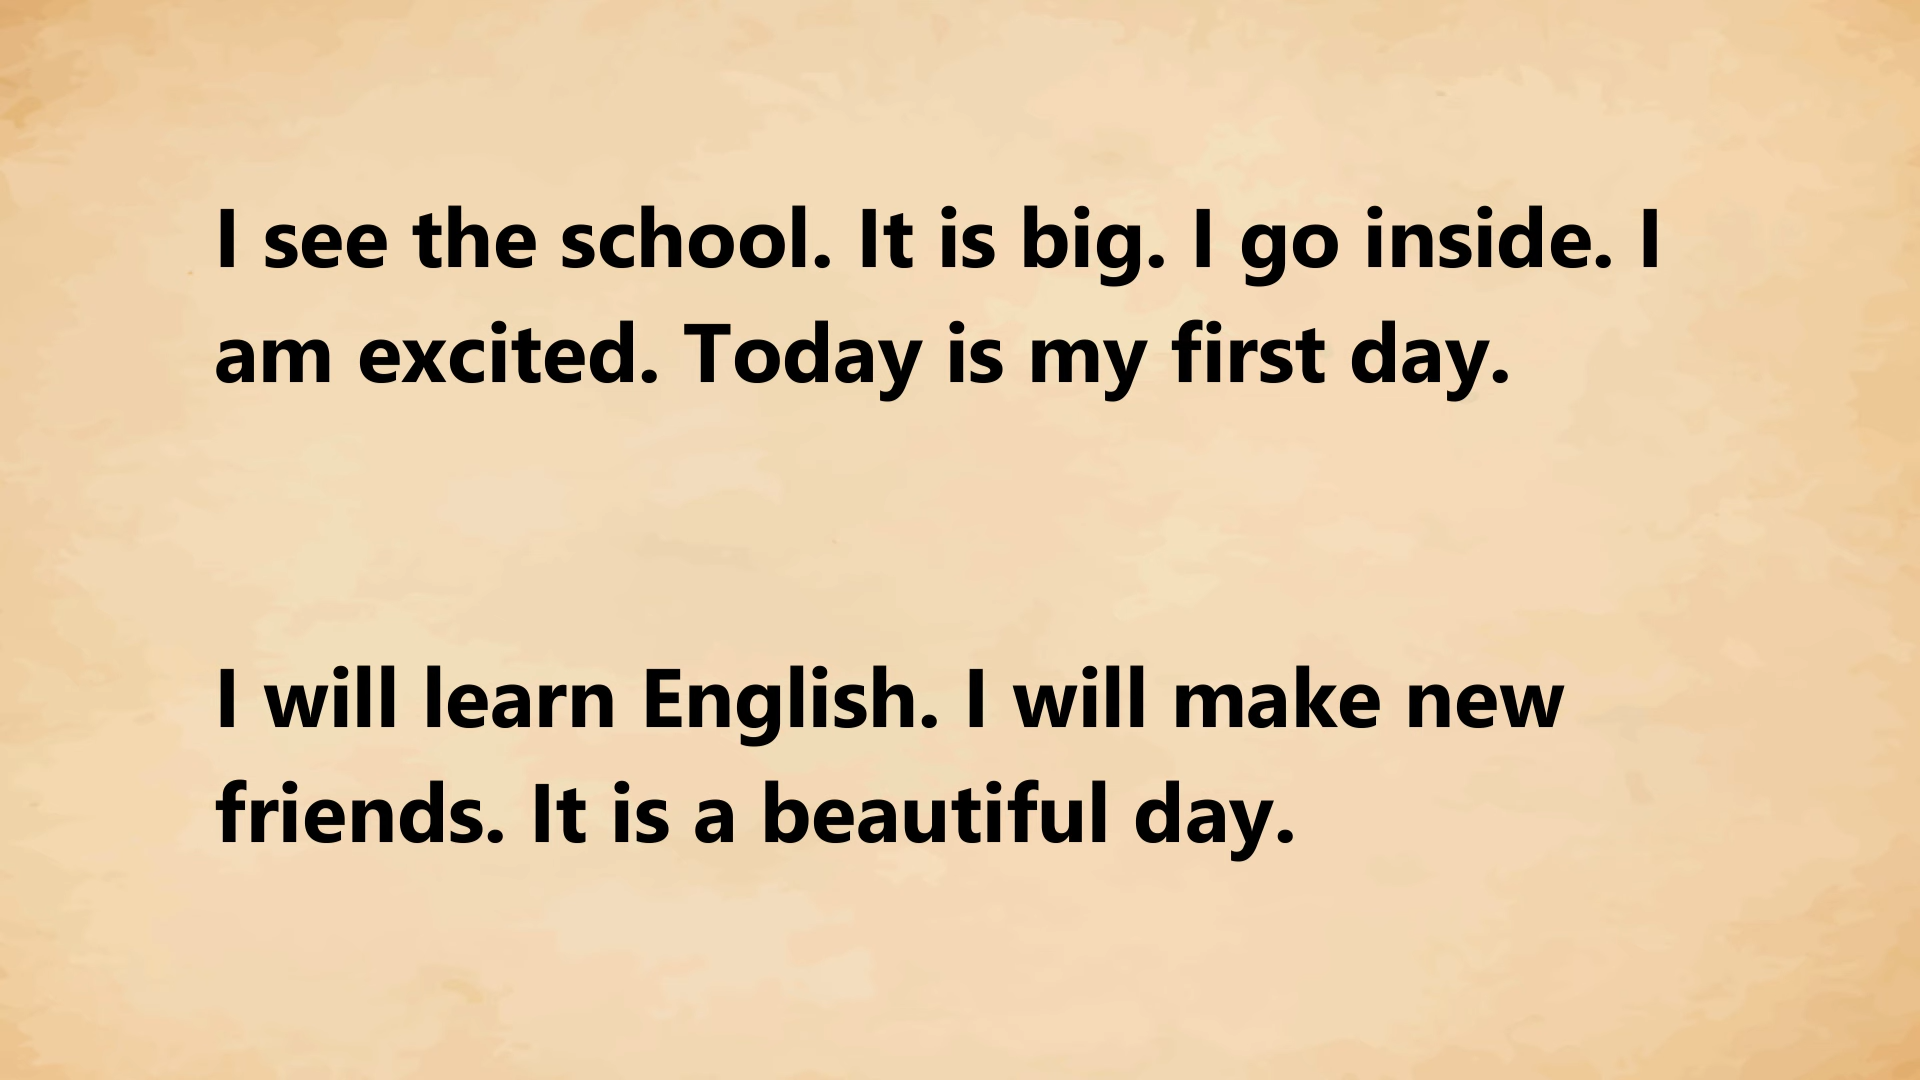 I see the school. It is big. I go inside. I
am excited. Today is my first day.
I will learn English. I will make new
friends. It is a beautiful day.